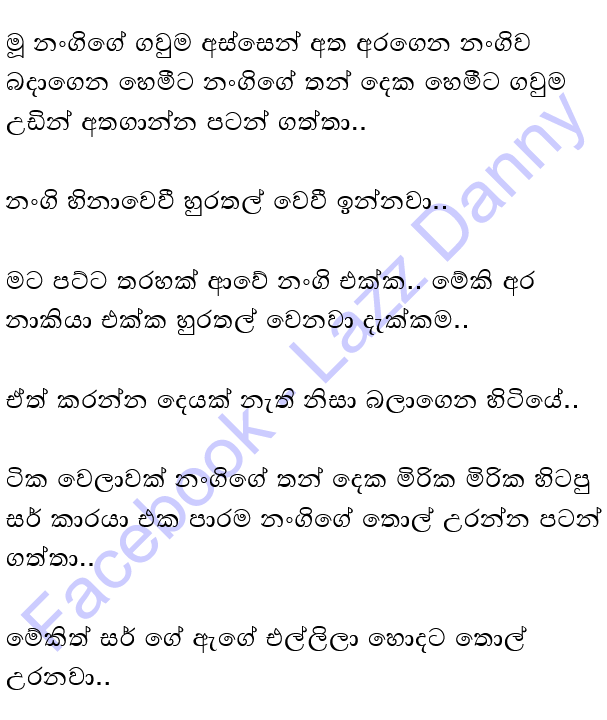 මූ නංගිගේ ගවුම අස්සෙන් අත අරගෙන නංගිව
බදාගෙන හෙමීට නංගිගේ තන් දෙක හෙමීට ගවුම
උඩින් අතගාන්න පටන් ගත්තා..
නංගි හිනාවෙවී හුරතල් වෙවී ඉන්නවා..
මට පට්ට තරහක් ආවේ නංගි එක්ක.. මේකි අර
නාකියා එක්ක හුරතල් වෙනවා දැක්කම..
ඒත් කරන්න දෙයක් නැති නිසා බලාගෙන හිටියේ..
ටික වෙලාවක් නංගිගේ තන් දෙක මිරික මිරික හිටපු
සර් කාරයා එක පාරම නංගිගේ තොල් උරන්න පටන්
ගත්තා..
මේකිත් සර් ගේ ඇගේ එල්ලිලා හොදට තොල්
උරනවා..
Facebook - Lazz Danny